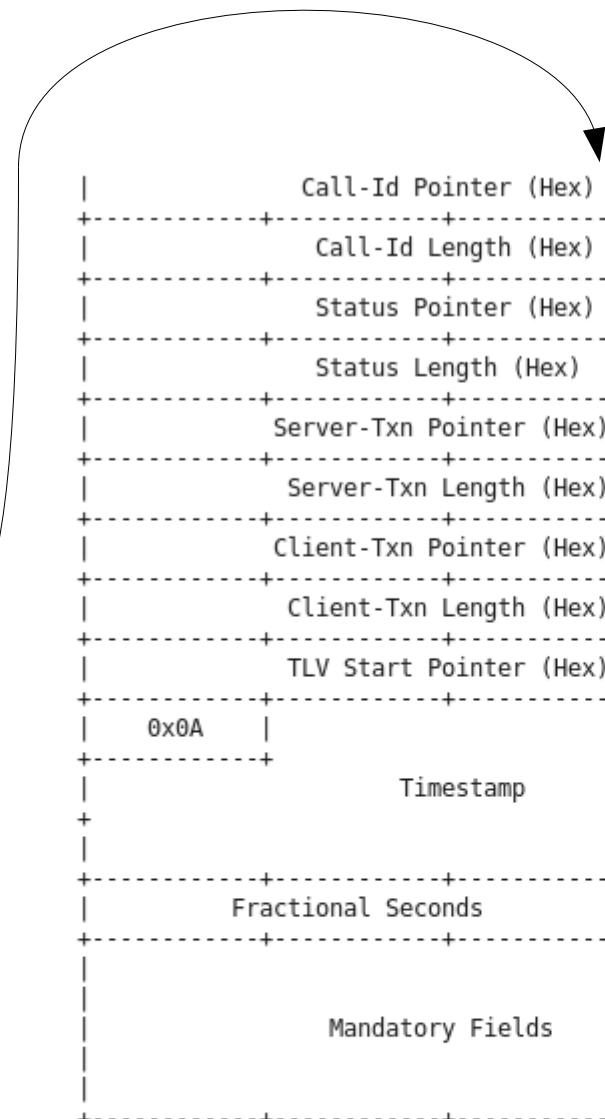 | Call-Id Pointer (Hex)
+------------+------------+-----------
| Call-Id Length (Hex)
+------------+------------+-----------
| Status Pointer (Hex)
+------------+------------+-----------
| Status Length (Hex)
+------------+------------+-----------
| Server-Txn Pointer (Hex)
+------------+------------+-----------
| Server-Txn Length (Hex)
+------------+------------+-----------
| Client-Txn Pointer (Hex)
+------------+------------+-----------
| Client-Txn Length (Hex)
+------------+------------+-----------
| TLV Start Pointer (Hex)
+------------+------------+-----------
| 0x0A |
+------------+
| Timestamp
+
|
+------------+------------+-----------
| Fractional Seconds
+------------+------------+-----------
|
|
| Mandatory Fields
|
|
+------------+------------+-----------